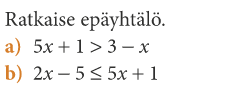 Ratkaise epäyhtälö.
a) 5x + 1 > 3 − x
b) 2x − 5 ≤ 5x + 1